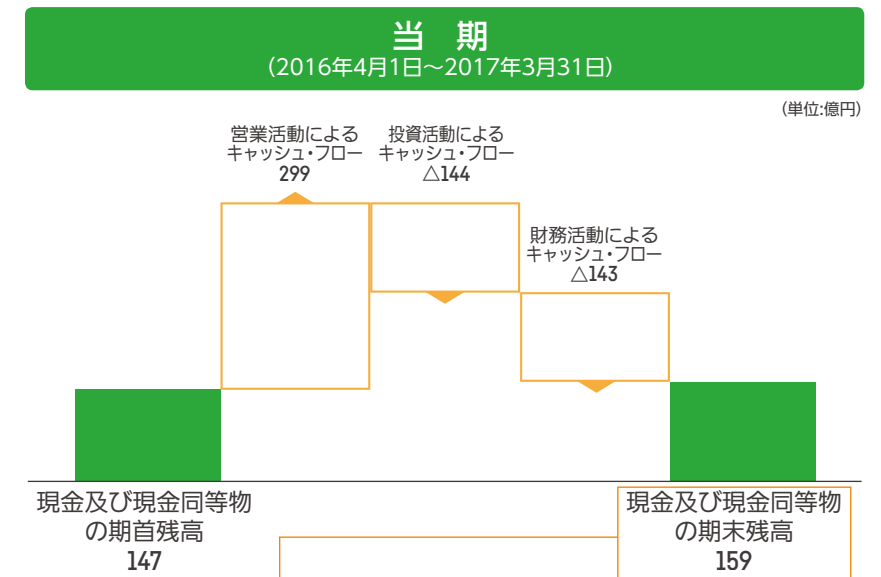 当 期
(2016年4月1日〜2017年3月31日)
(単位:億円)
営業活動による
キャッシュ・フロー
299
投資活動による
キャッシュ・フロー
△144
財務活動による
キャッシュ・フロー
△143
現金及び現金同等物
の期首残高
147
現金及び現金同等物
の期末残高
159